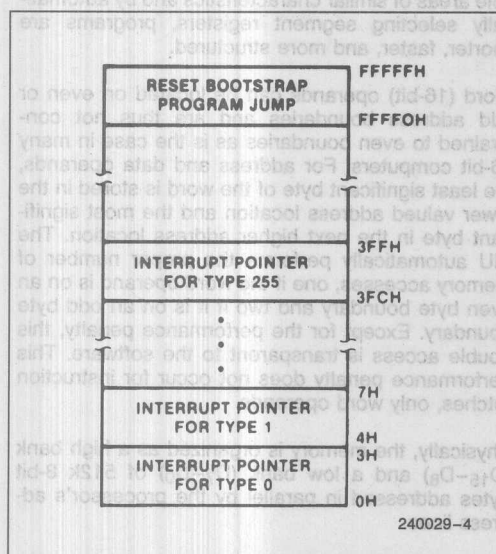 FFFFFH
RESET BOOTSTRAP
PROGRAM JUMP
FFFF0H
3FFH
INTERRUPT POINTER
FOR TYPE 255
3FCH
7H
INTERRUPT POINTER
FOR TYPE 1
4H
3H
INTERRUPT POINTER
FOR TYPE 0
0H
240029–4